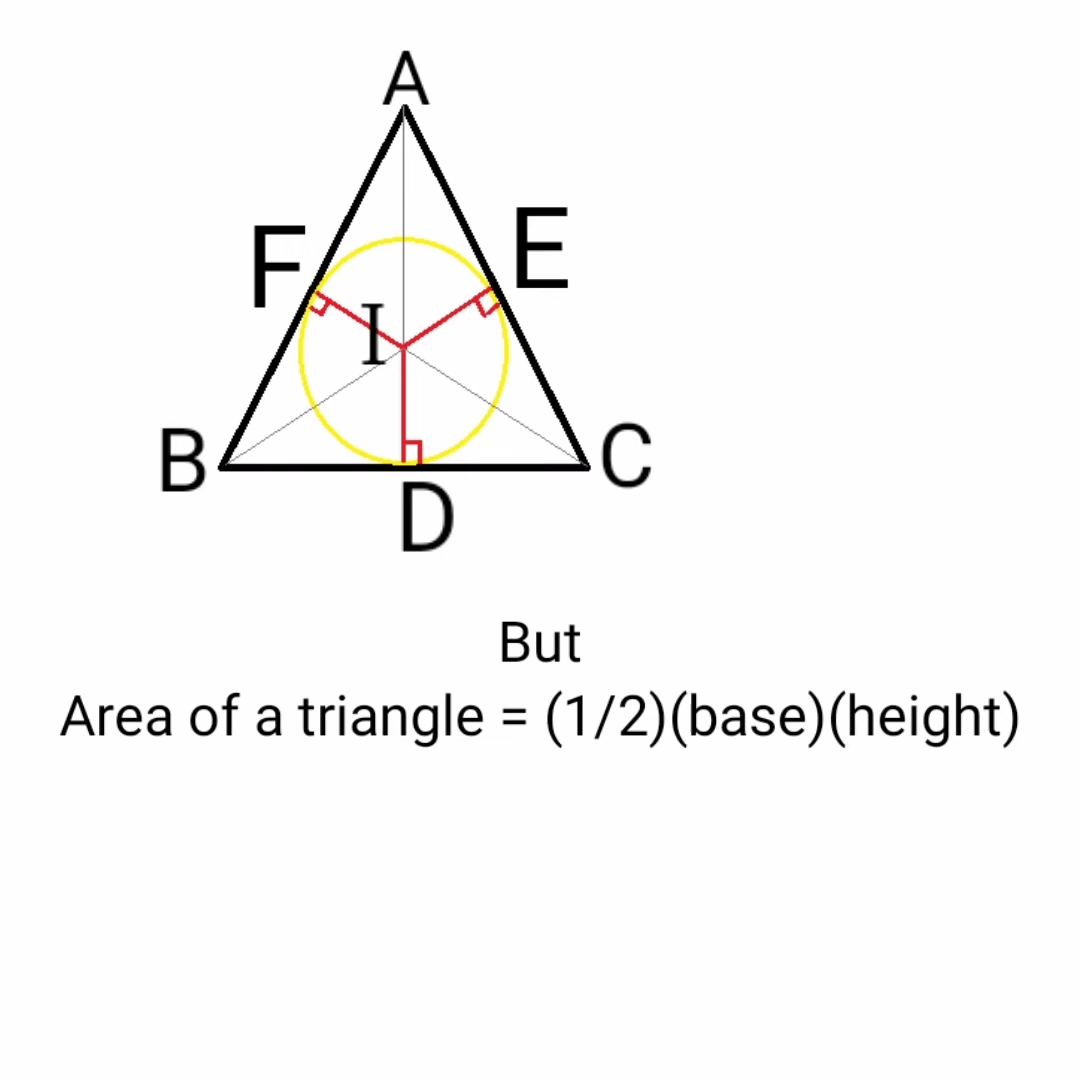 A
F
E
I
B
C
D
But
Area of a triangle = (1/2)(base)(height)